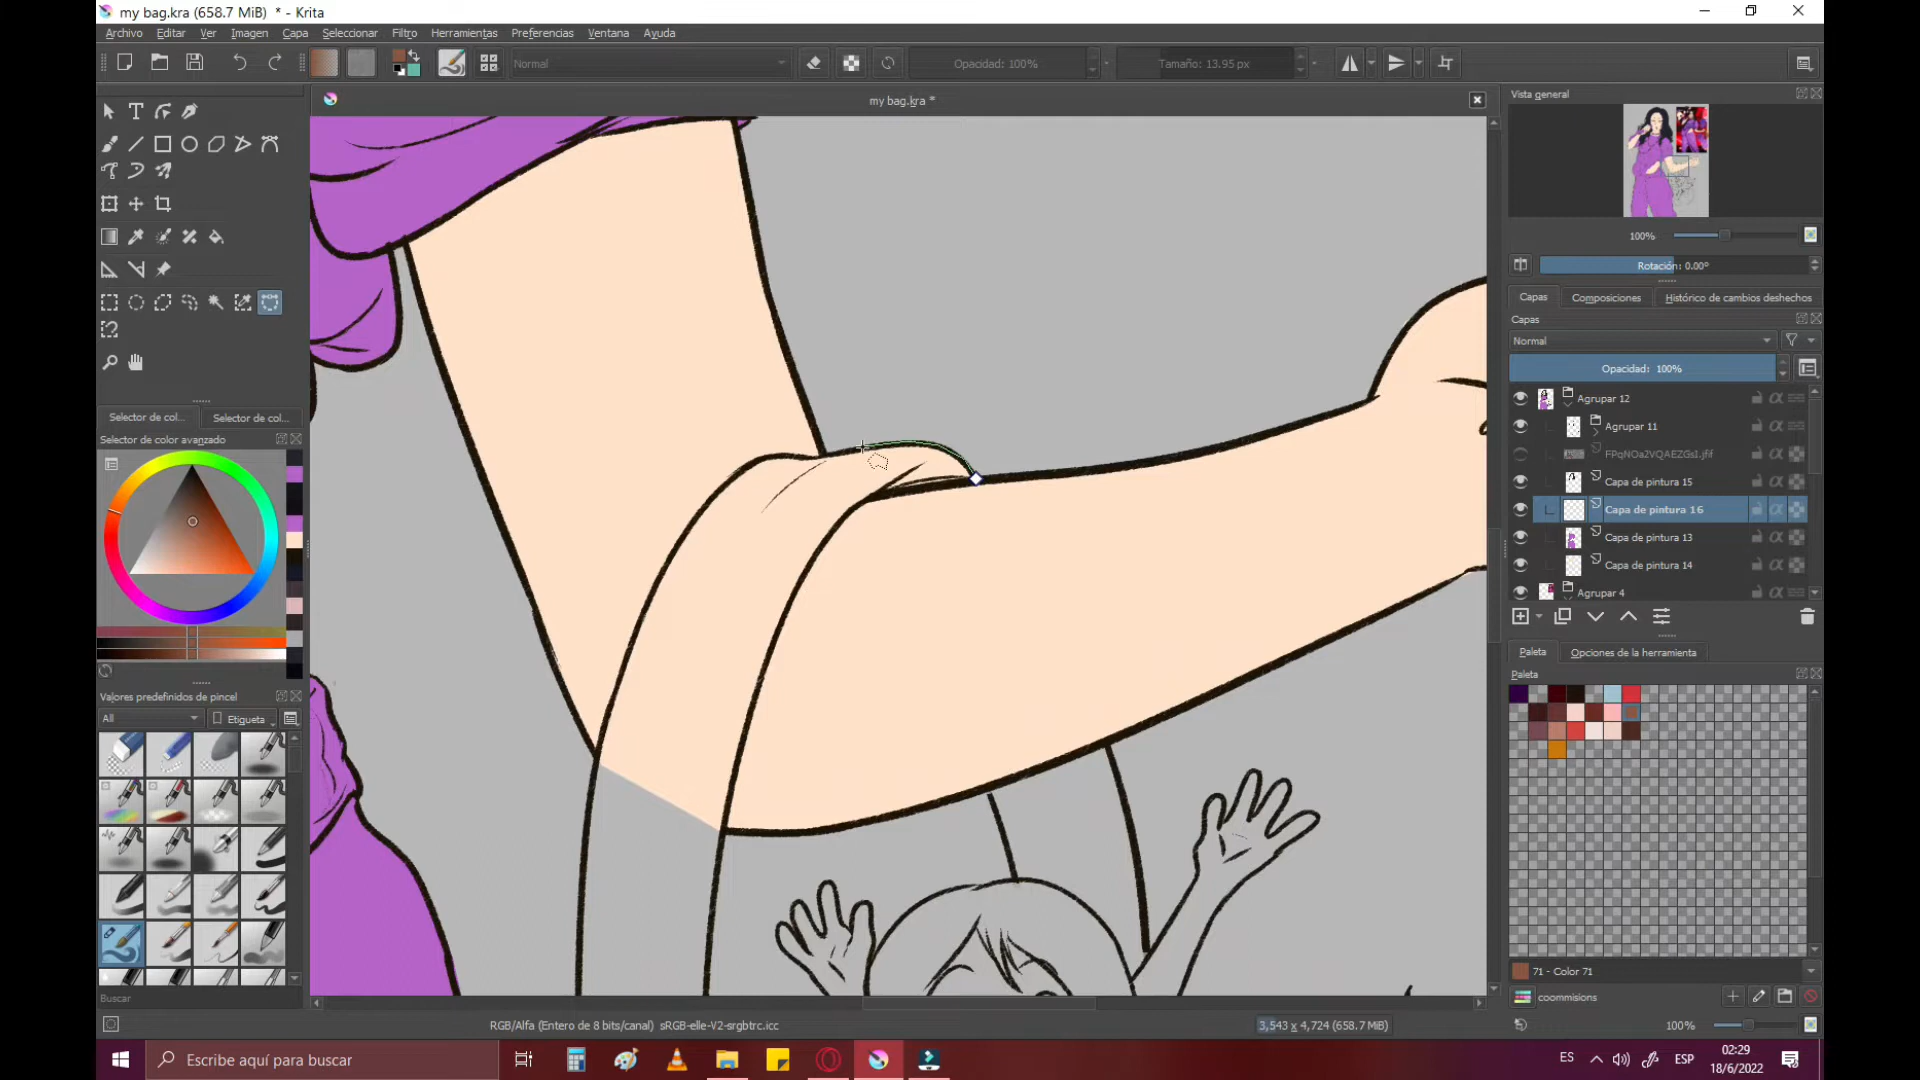 my bag.kra (658.7 MiB) * - Krita
Archivo Editar Ver Imagen Capa Seleccionar Filtro Herramientas Preferencias Ventana Ayuda
Normal Opacidad: 100% Tamaño: 13.95 px
my bag.kra *
Vista general
100%
Rotación: 0.00°
Capas Composiciones Histórico de cambios deshechos
Capas
Normal
Opacidad: 100%
Agrupar 12
Agrupar 11
FPqNOa2VQAEZGsI.jfif
Capa de pintura 15
Capa de pintura 16
Capa de pintura 13
Capa de pintura 14
Agrupar 4
Selector de col... Selector de col...
Selector de color avanzado
Valores predefinidos de pincel
All Etiqueta
Buscar
Paleta Opciones de la herramienta
Paleta
71 - Color 71
coommisions
RGB/Alfa (Entero de 8 bits/canal) sRGB-elle-V2-srgbtrc.icc
3,543 x 4,724 (658.7 MiB)
100%
Escribe aquí para buscar
ES ESP
02:29
18/6/2022